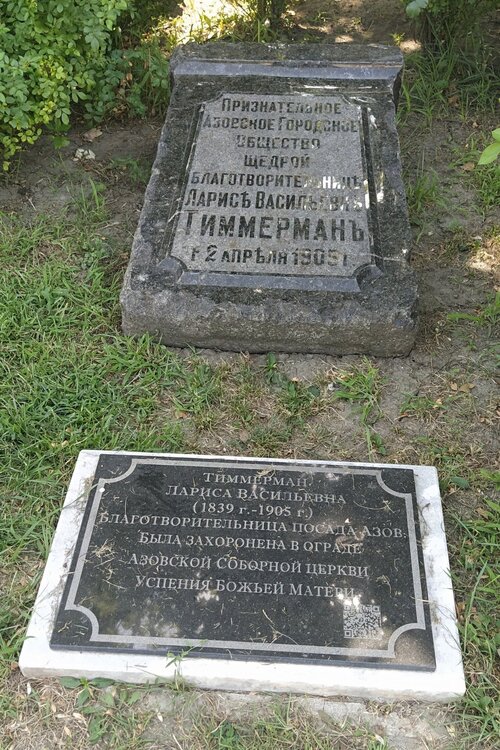 Признательное
Азовское Городское
Общество
щедрой
благотворительницѣ
Ларисѣ Васильевнѣ
Тиммерманъ
2 апрѣля 1905 г.
Тиммерман
Лариса Васильевна
(1839 г.-1905 г.)
Благотворительница посада Азов.
Была захоронена в ограде
Азовской Соборной церкви
Успения Божьей Матери.